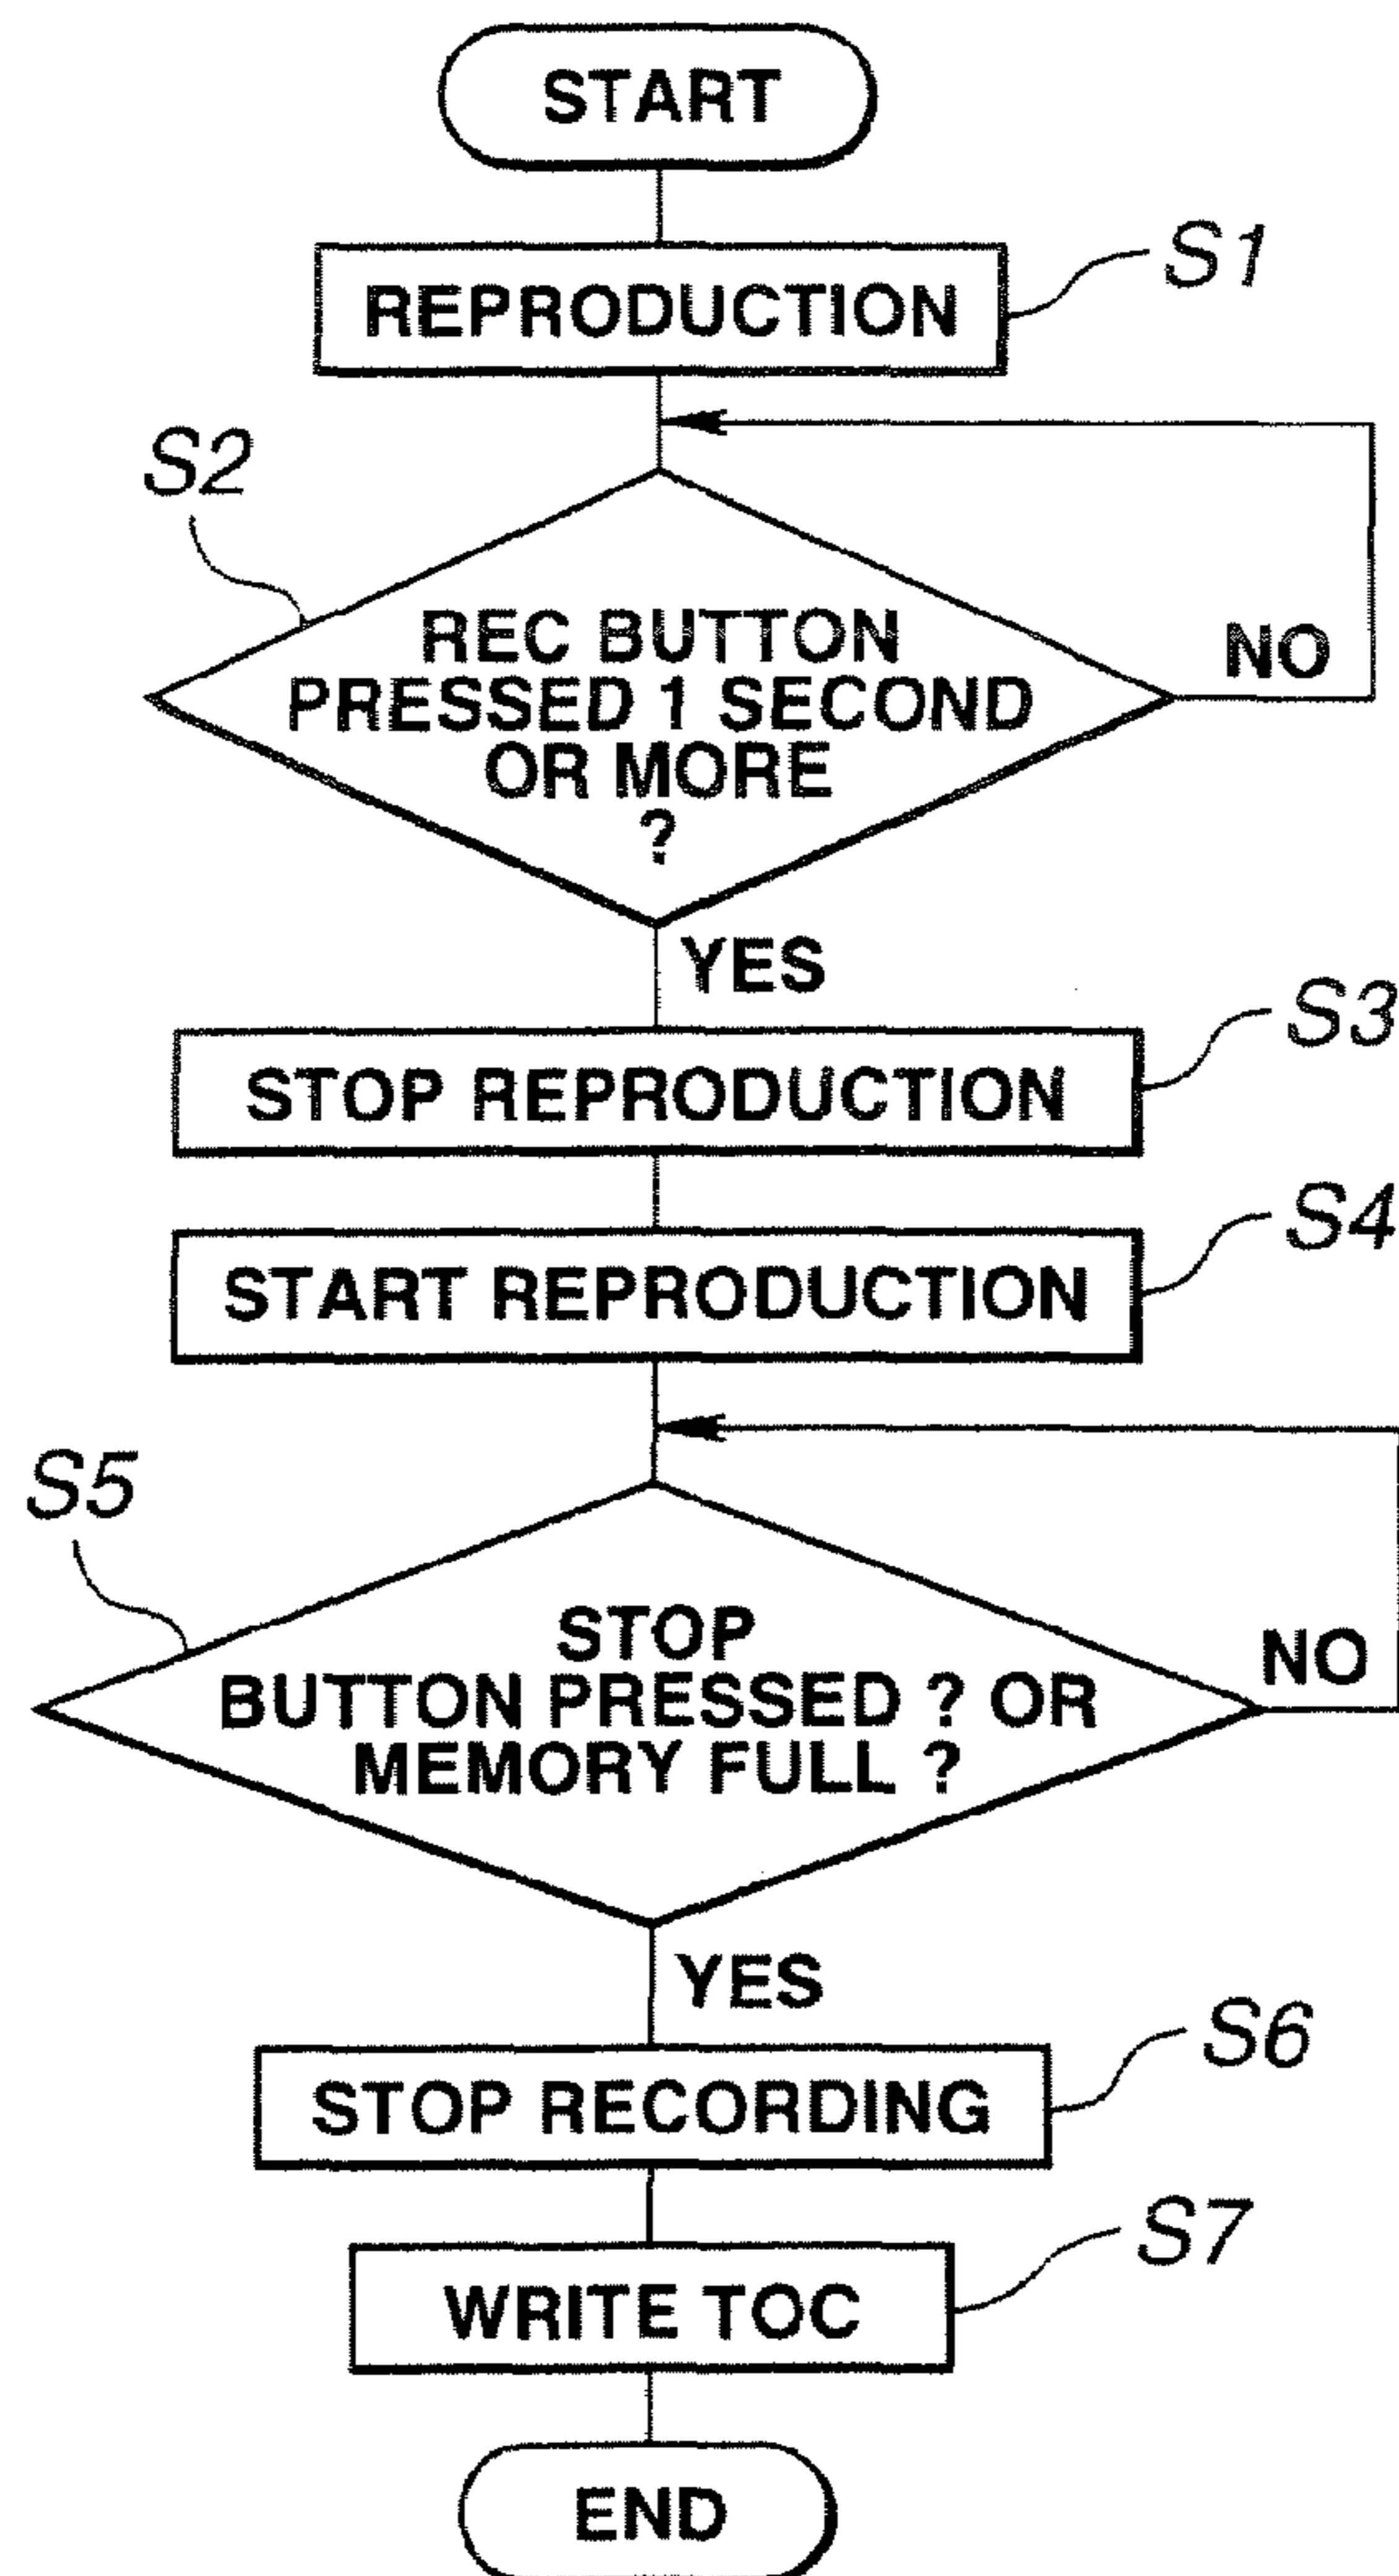 START
REPRODUCTION
S1
S2
REC BUTTON
PRESSED 1 SECOND
OR MORE
?
NO
YES
STOP REPRODUCTION
S3
START REPRODUCTION
S4
S5
STOP
BUTTON PRESSED ? OR
MEMORY FULL ?
NO
YES
STOP RECORDING
S6
WRITE TOC
S7
END